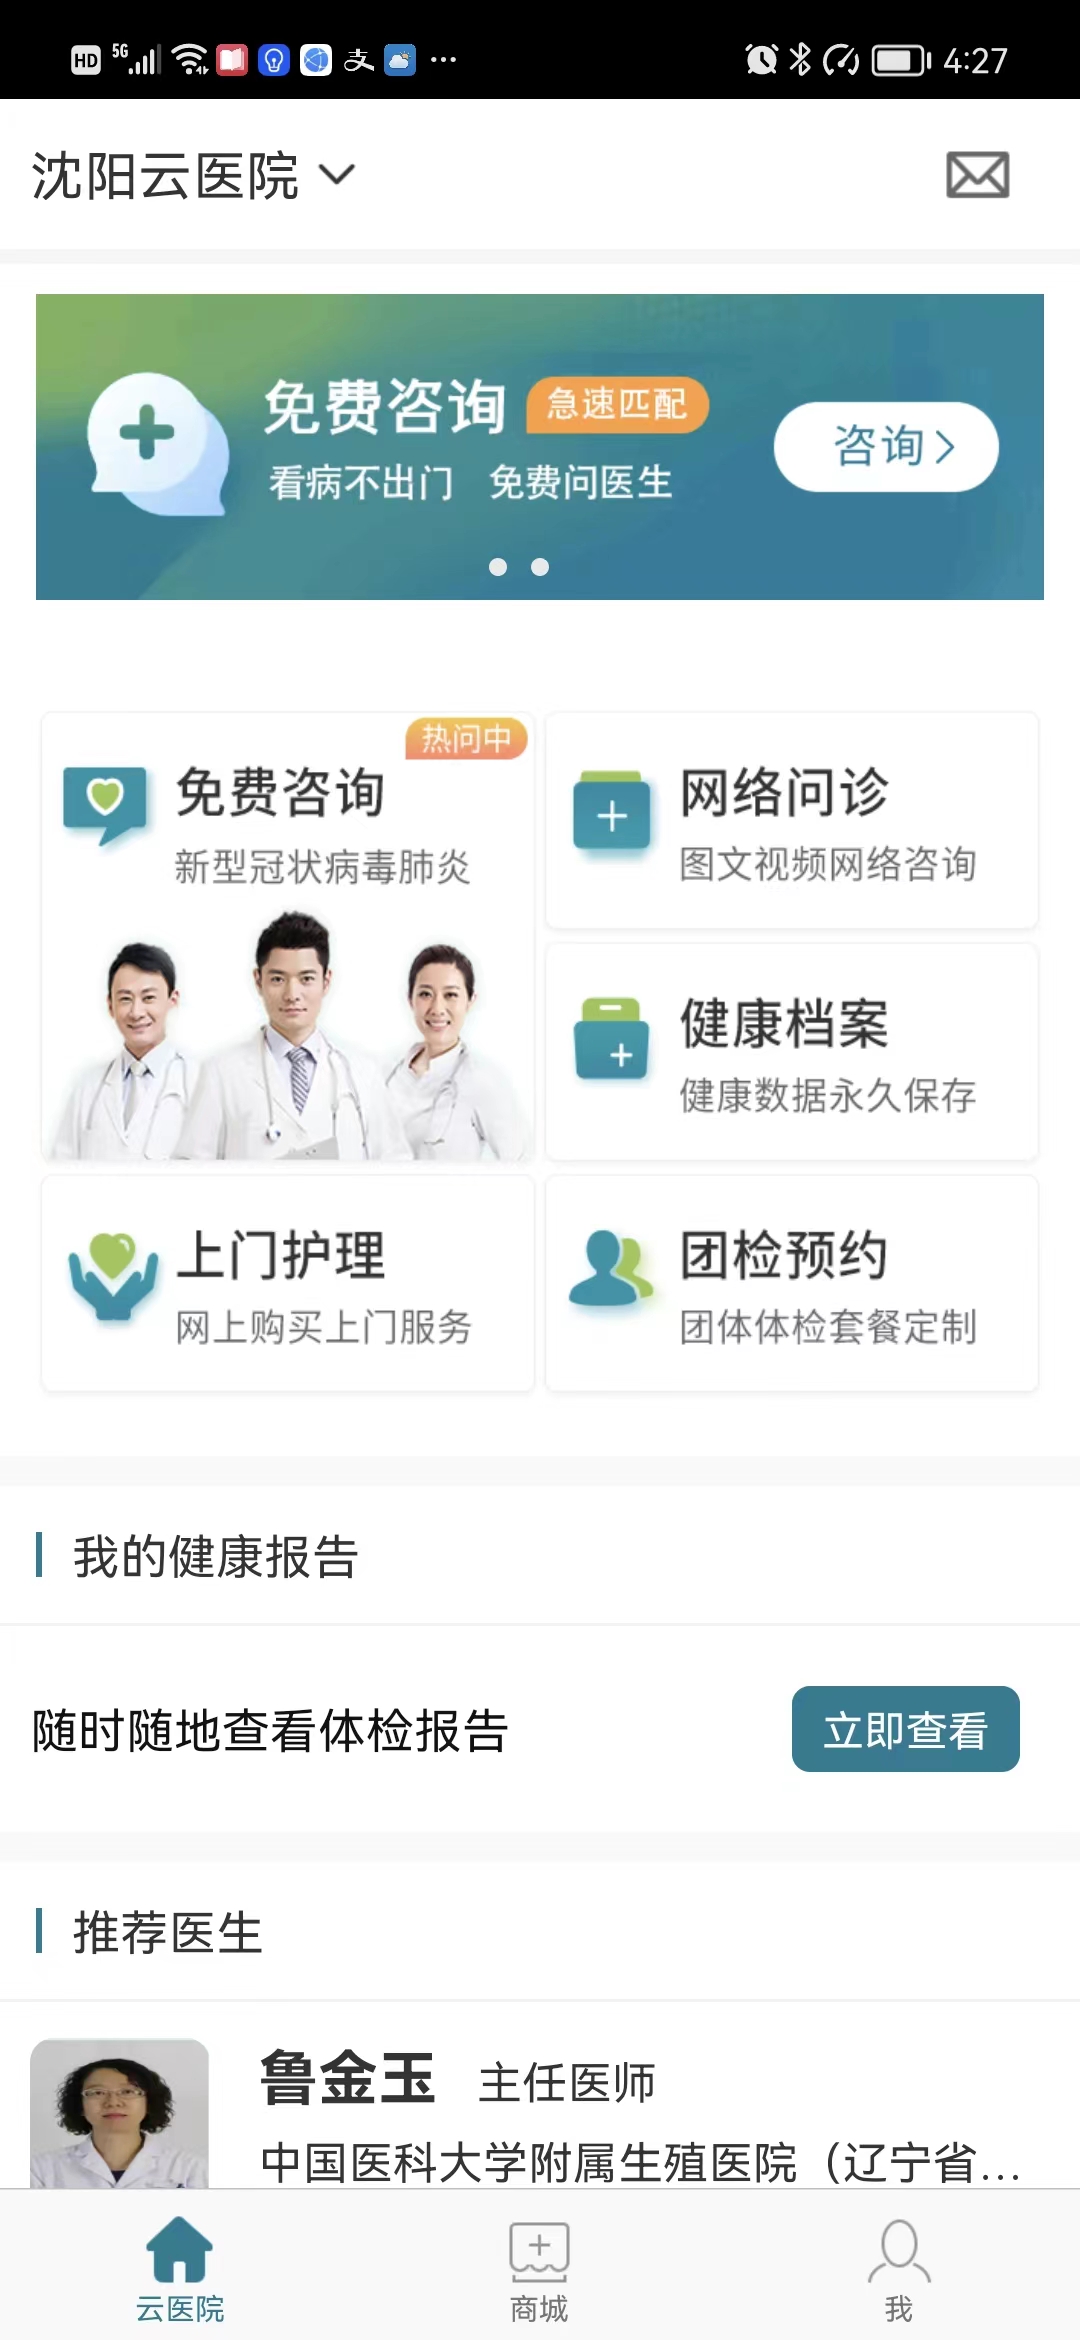 HD 5G 支 ··· 4:27
沈阳云医院
免费咨询 急速匹配
看病不出门 免费问医生
咨询
热问中
免费咨询
新型冠状病毒肺炎
网络问诊
图文视频网络咨询
健康档案
健康数据永久保存
上门护理
网上购买上门服务
团检预约
团体体检套餐定制
我的健康报告
随时随地查看体检报告
立即查看
推荐医生
鲁金玉 主任医师
中国医科大学附属生殖医院（辽宁省...
云医院
商城
我